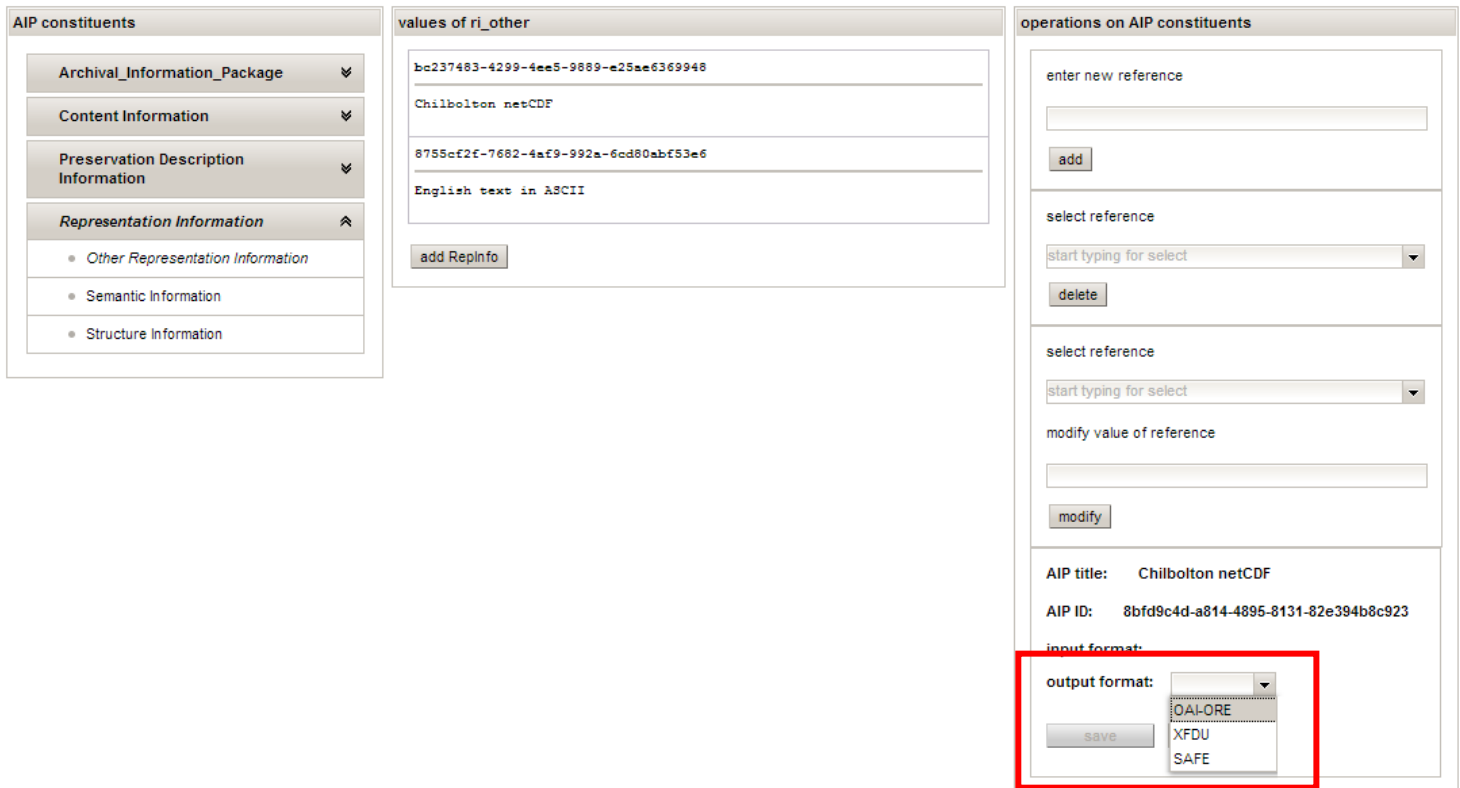 AIP constituents
Archival_Information_Package
Content Information
Preservation Description
Information
Representation Information
Other Representation Information
Semantic Information
Structure Information
values of ri_other
bc237483-4299-4ee5-9889-e25ae6369948
Chilbolton netCDF
8755cf2f-7682-4af9-992a-6cd80abf53e6
English text in ASCII
add RepInfo
operations on AIP constituents
enter new reference
add
select reference
start typing for select
delete
select reference
start typing for select
modify value of reference
modify
AIP title: Chilbolton netCDF
AIP ID: 8bfd9c4d-a814-4895-8131-82e394b8c923
input format:
output format:
OAI-ORE
save
XFDU
SAFE